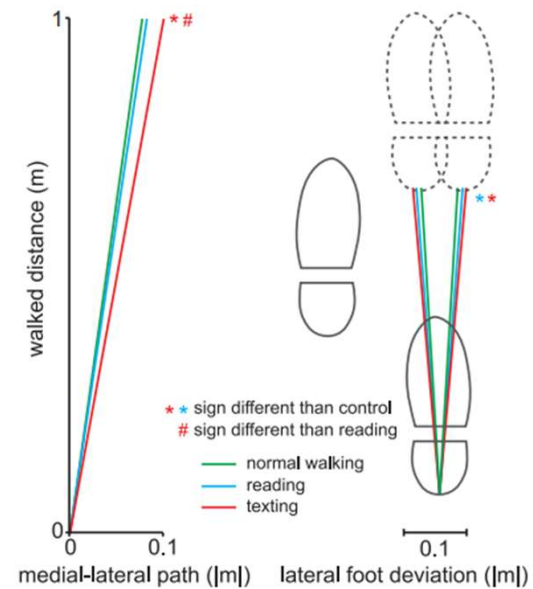 1
* #
walked distance (m)
* *
* * sign different than control
# sign different than reading
normal walking
reading
texting
0
0 0.1
0.1
medial-lateral path (|m|)
lateral foot deviation (|m|)